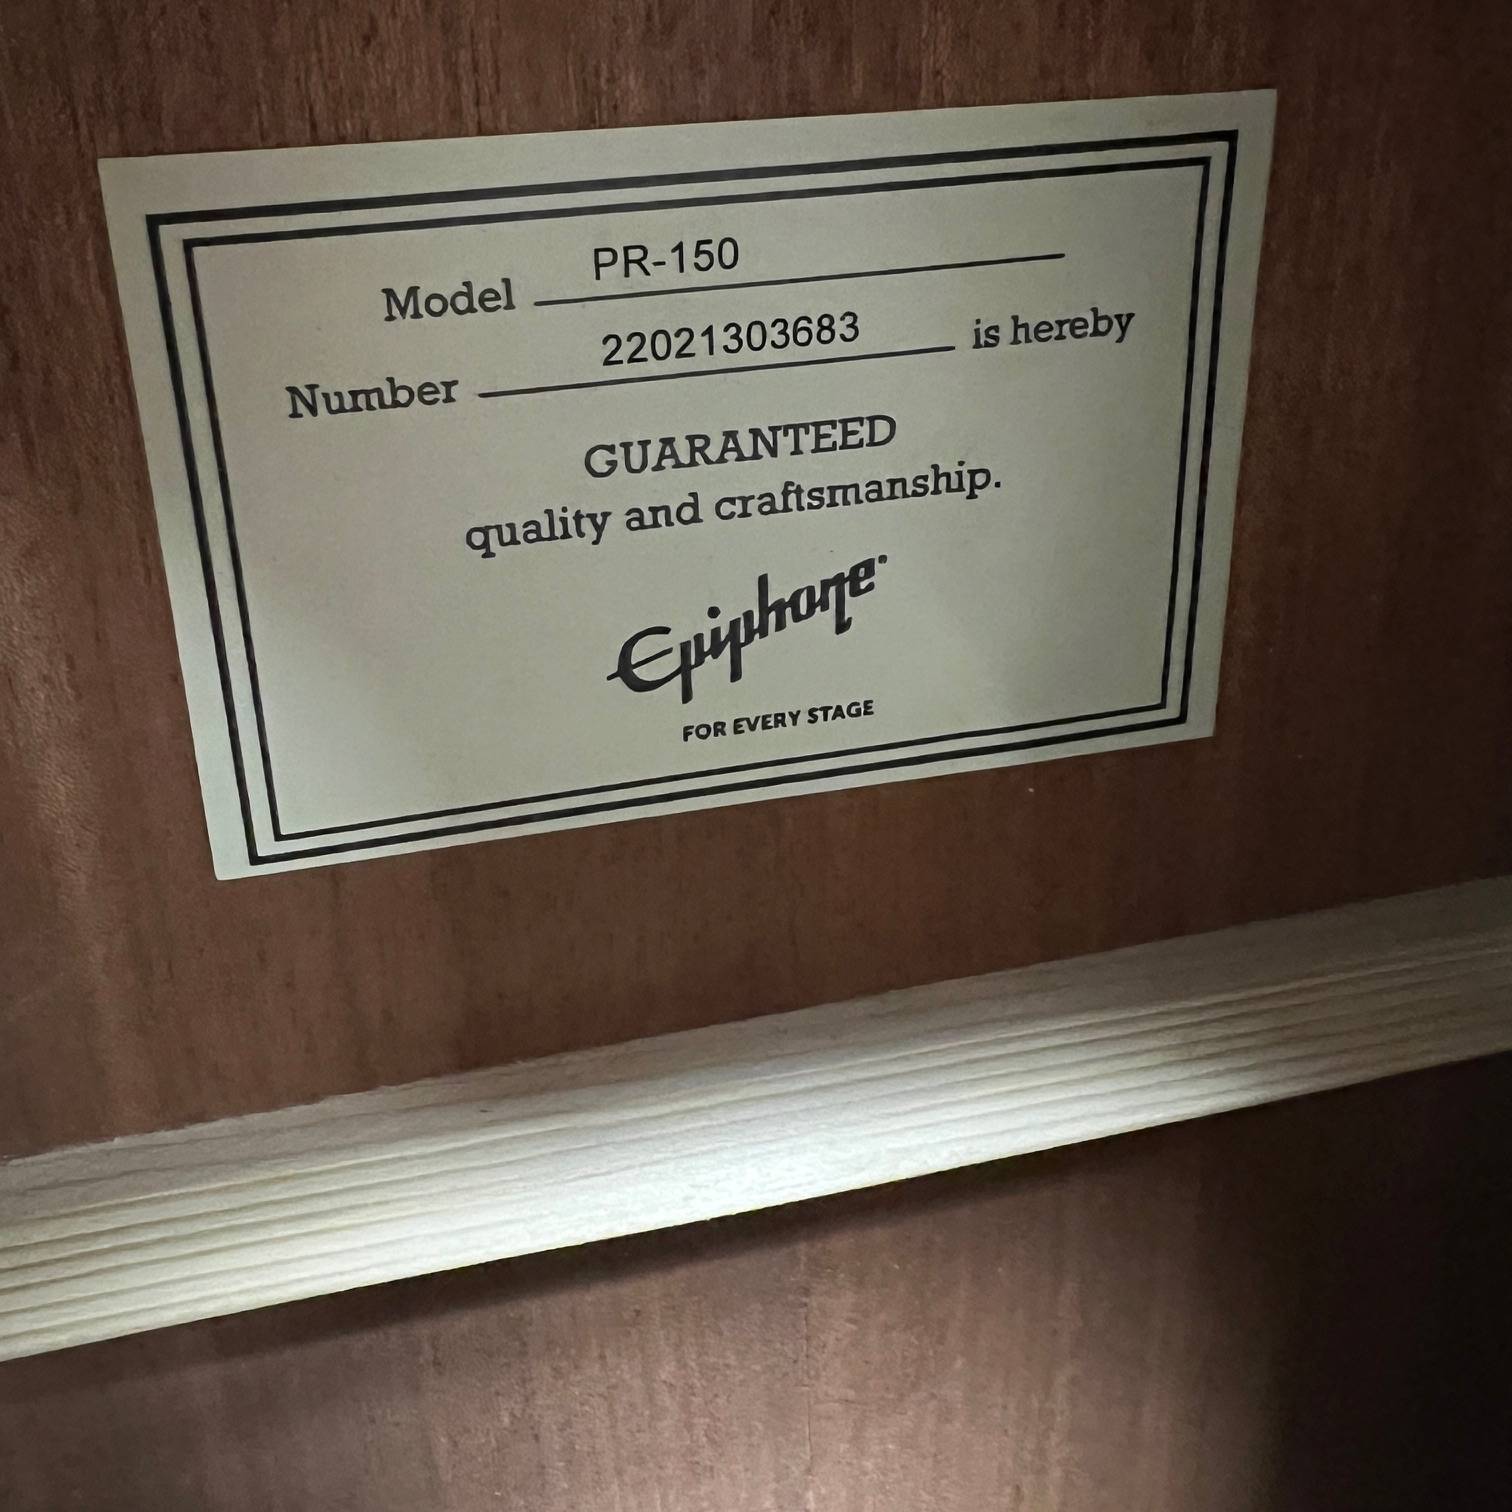 Model PR-150
Number 22021303683 is hereby
GUARANTEED
quality and craftsmanship.
Epiphone
FOR EVERY STAGE